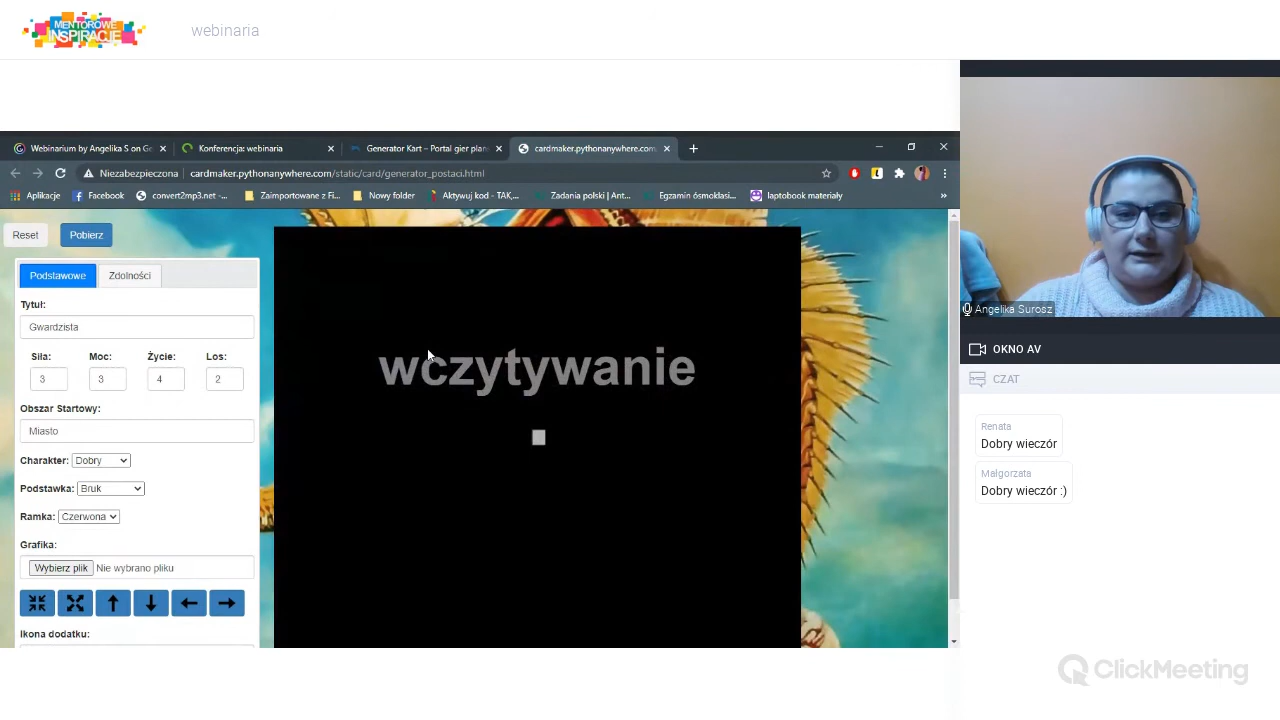 MENTOROWE
INSPIRACJE
webinaria
Webinarium by Angelika S on Ge
Konferencja: webinaria
Generator Kart – Portal gier plan
cardmaker.pythonanywhere.com
Niezabezpieczona
cardmaker.pythonanywhere.com/static/card/generator_postaci.html
Aplikacje
Facebook
convert2mp3.net -...
Zaimportowane z Fi...
Nowy folder
Aktywuj kod - TAK,...
Zadania polski | Ant...
Egzamin ósmoklasi...
laptobook materiały
»
Reset
Pobierz
Podstawowe
Zdolności
Tytuł:
Gwardzista
Siła: Moc: Życie: Los:
3 3 4 2
Obszar Startowy:
Miasto
Charakter: Dobry
Podstawka: Bruk
Ramka: Czerwona
Grafika:
Wybierz plik Nie wybrano pliku
Ikona dodatku:
wczytywanie
Angelika Surosz
OKNO AV
CZAT
Renata
Dobry wieczór
Małgorzata
Dobry wieczór :)
ClickMeeting